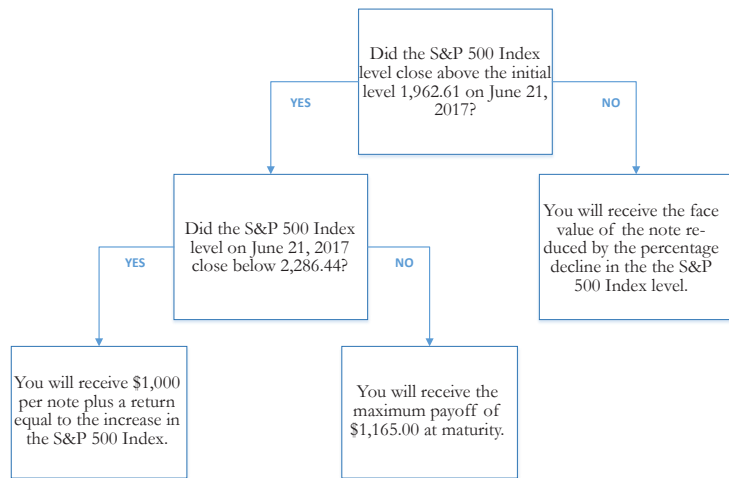 Did the S&P 500 Index
level close above the initial
level 1,962.61 on June 21,
2017?
YES
NO
Did the S&P 500 Index
level on June 21, 2017
close below 2,286.44?
You will receive the face
value of the note re-
duced by the percentage
decline in the the S&P
500 Index level.
YES
NO
You will receive $1,000
per note plus a return
equal to the increase in
the S&P 500 Index.
You will receive the
maximum payoff of
$1,165.00 at maturity.